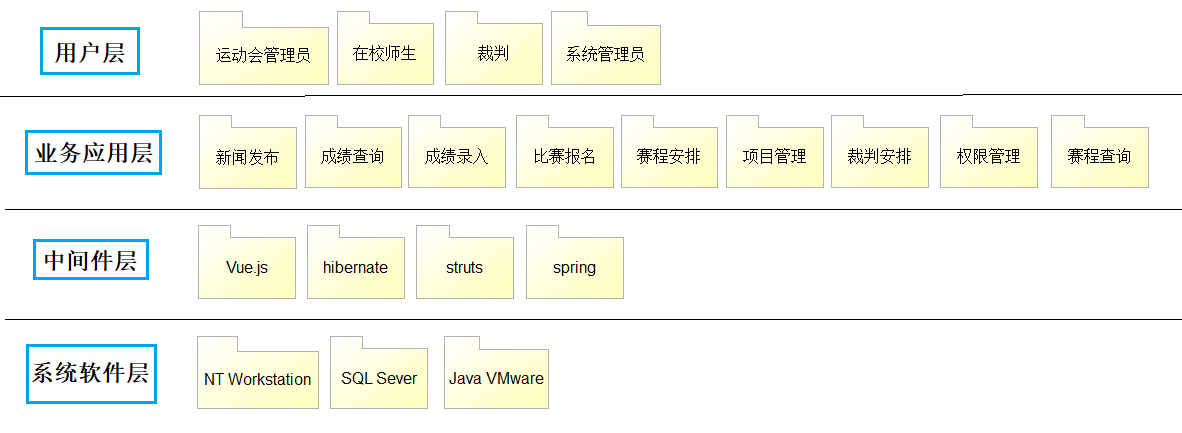 用户层
运动会管理员
在校师生
裁判
系统管理员
业务应用层
新闻发布
成绩查询
成绩录入
比赛报名
赛程安排
项目管理
裁判安排
权限管理
赛程查询
中间件层
Vue.js
hibernate
struts
spring
系统软件层
NT Workstation
SQL Sever
Java VMware